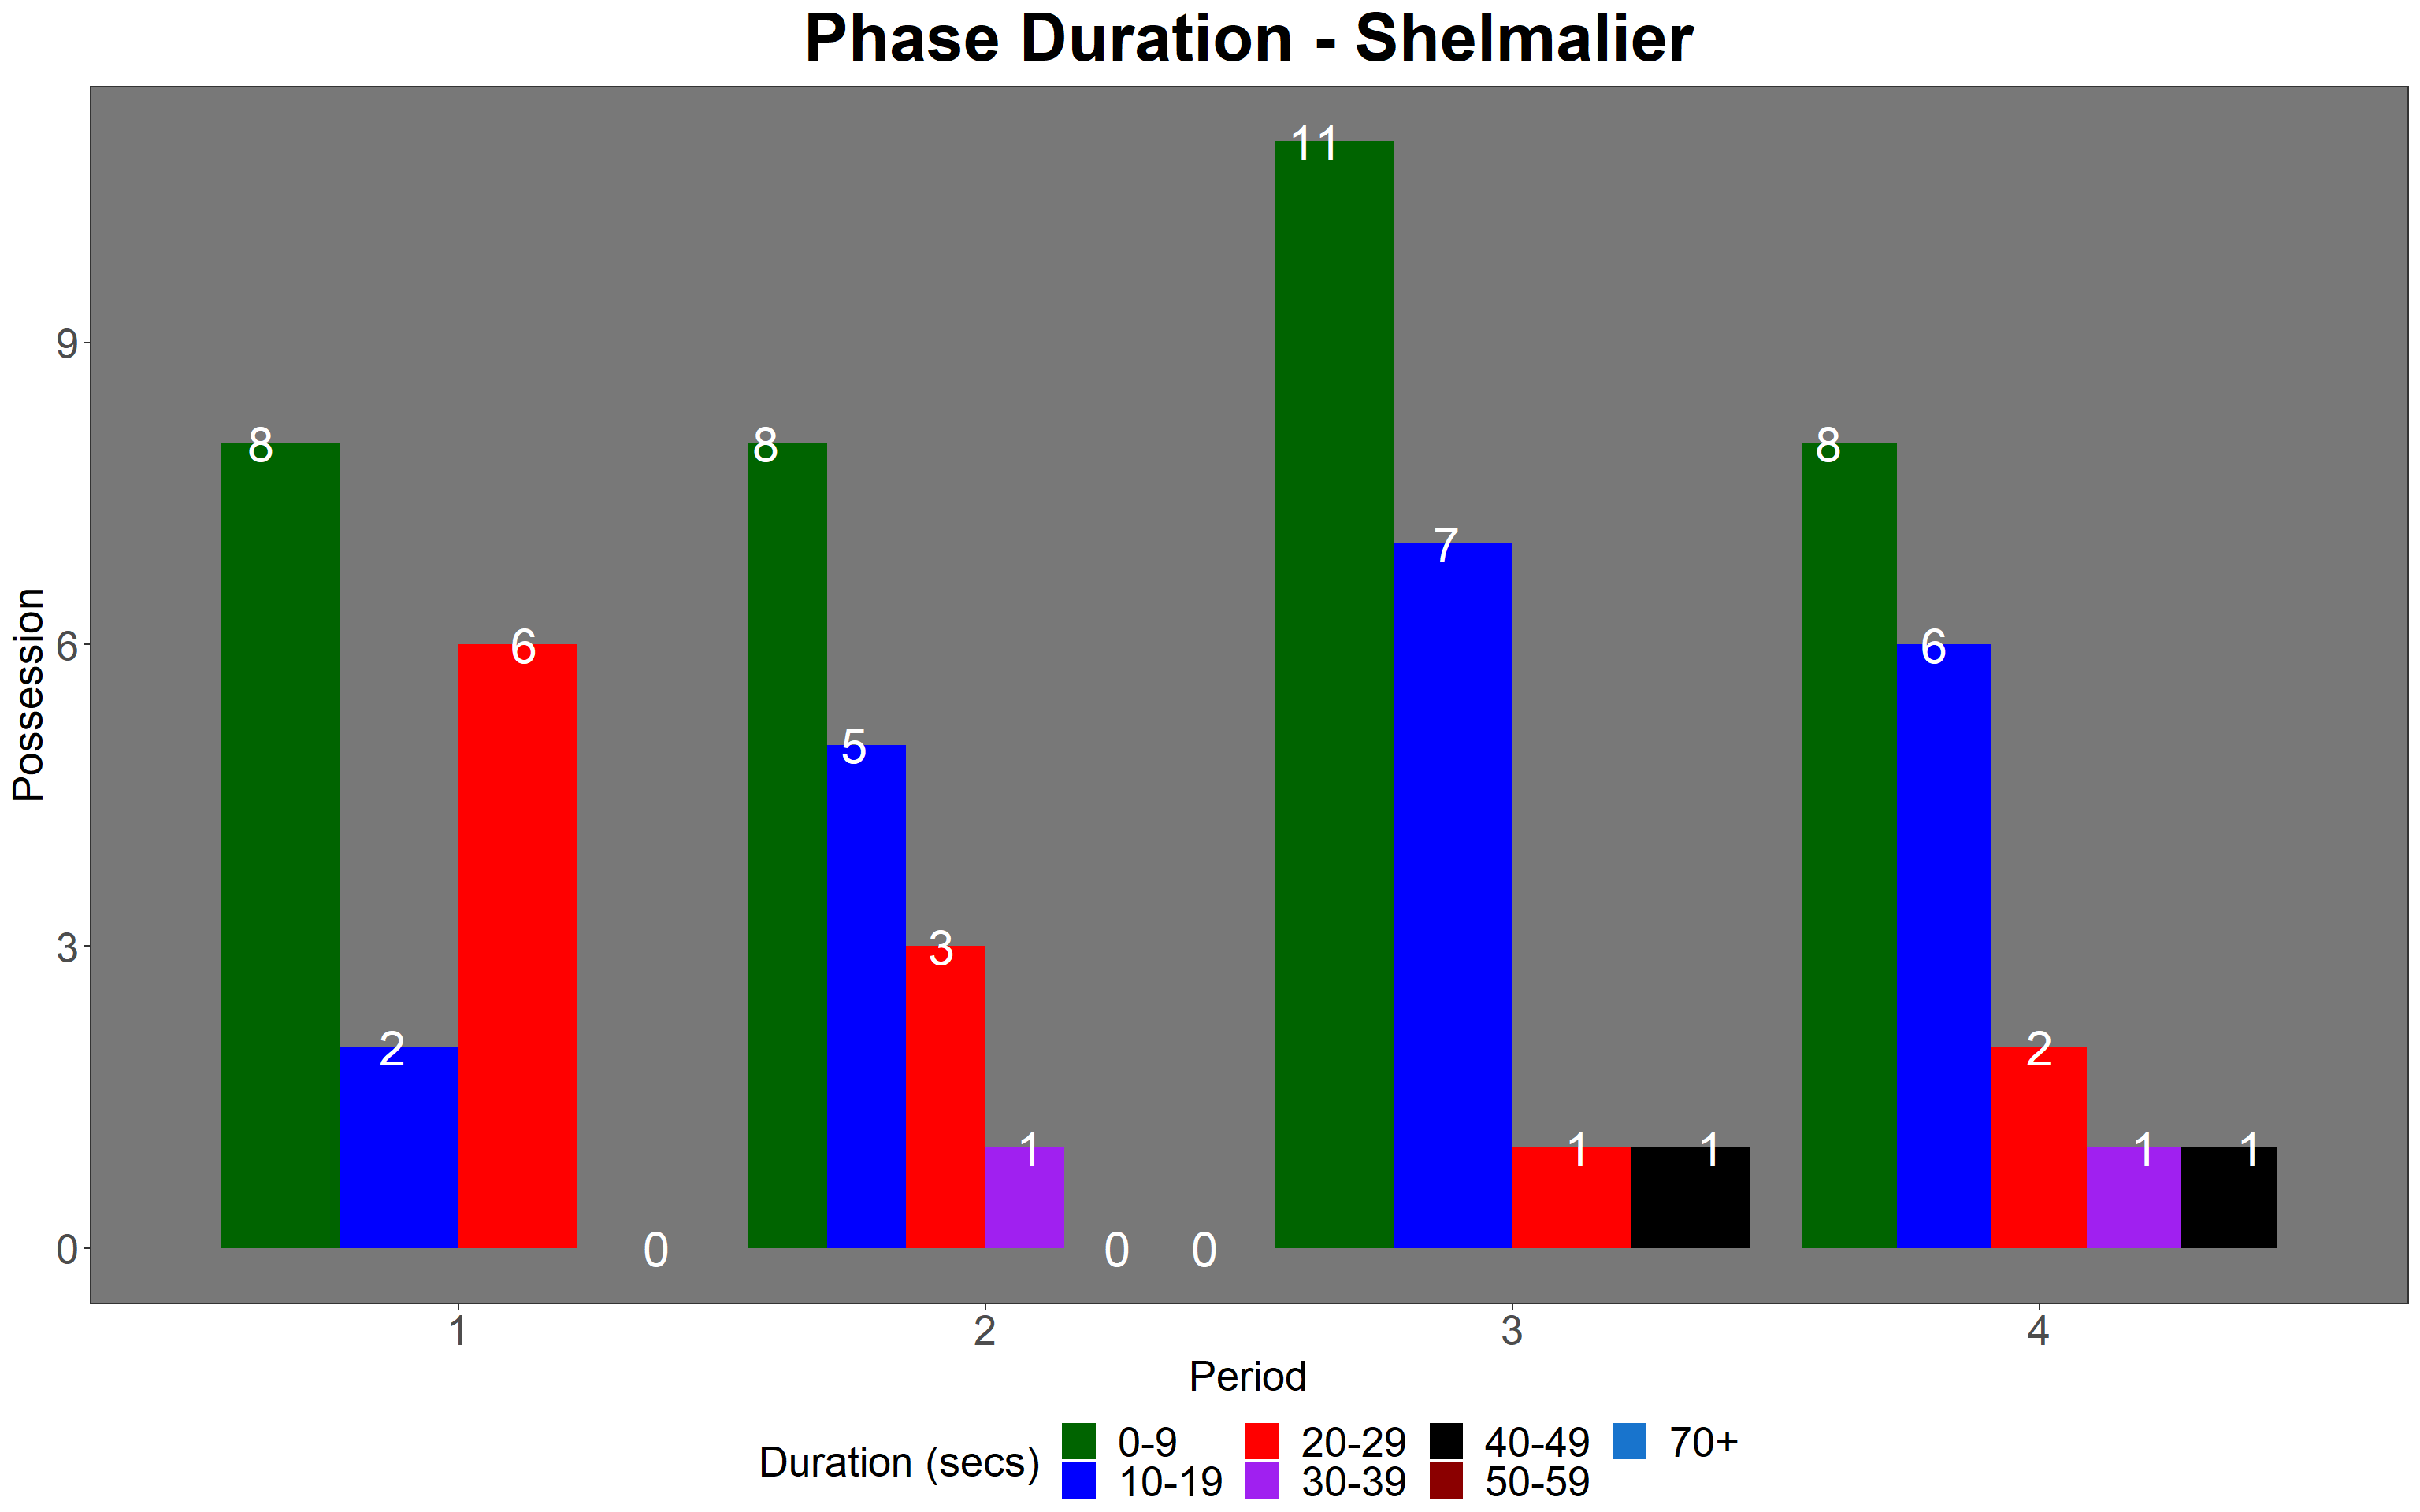 Phase Duration - Shelmalier
11
9
8 8 8
7
6 6 6
5
3 3
2 2
1 1 1 1 1
0 0 0 0
1 2 3 4
Possession
Period
Duration (secs) 0-9 20-29 40-49 70+
10-19 30-39 50-59